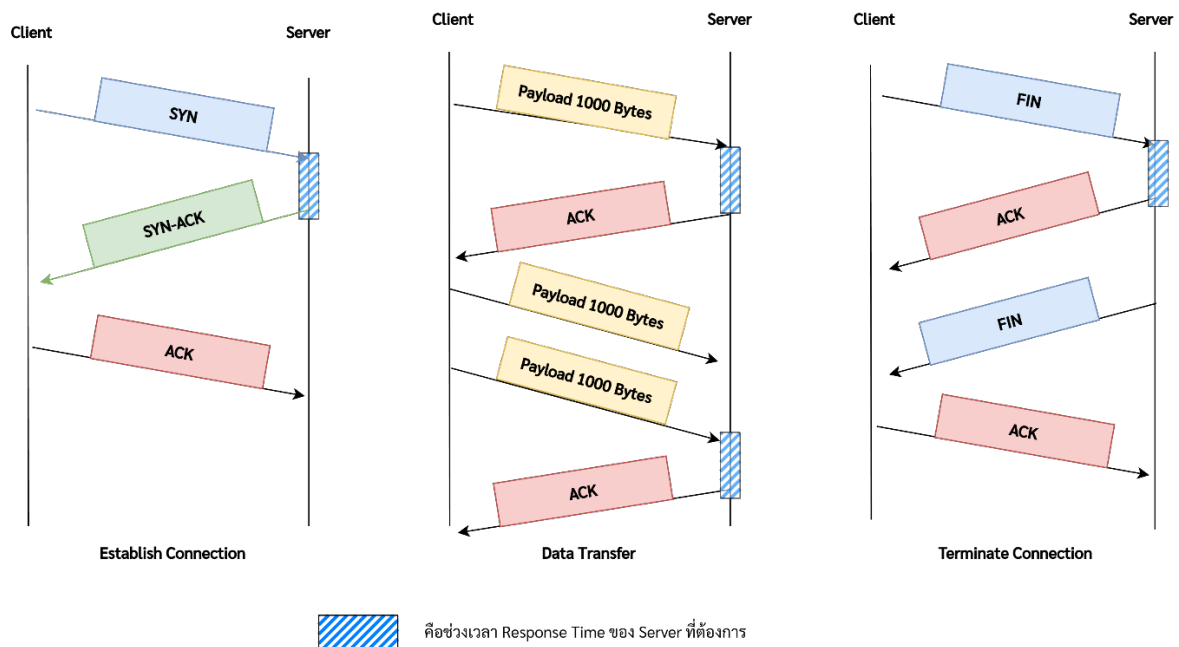 Client
Server
SYN
SYN-ACK
ACK
Establish Connection
Client
Server
Payload 1000 Bytes
ACK
Payload 1000 Bytes
Payload 1000 Bytes
ACK
Data Transfer
Client
Server
FIN
ACK
FIN
ACK
Terminate Connection
คือช่วงเวลา Response Time ของ Server ที่ต้องการ